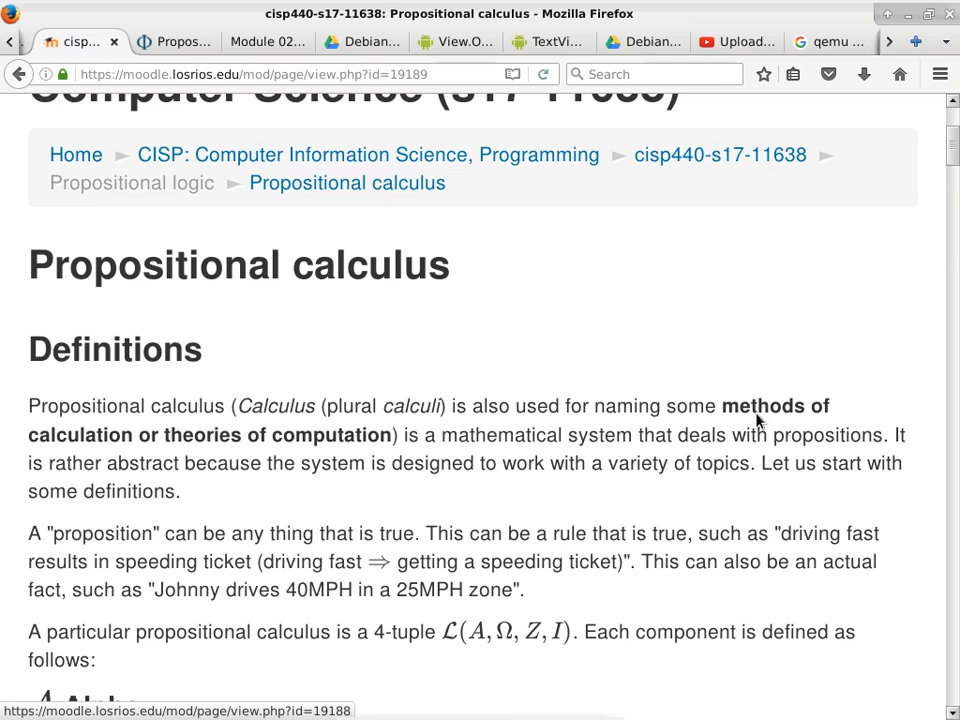 cisp440-s17-11638: Propositional calculus - Mozilla Firefox
cisp... Propos... Module 02... Debian... View.O... TextVi... Debian... Upload... qemu ...
https://moodle.losrios.edu/mod/page/view.php?id=19189 Search
Computer Science (s17-11638)
Home ► CISP: Computer Information Science, Programming ► cisp440-s17-11638 ►
Propositional logic ► Propositional calculus
Propositional calculus
Definitions
Propositional calculus (Calculus (plural calculi) is also used for naming some methods of
calculation or theories of computation) is a mathematical system that deals with propositions. It
is rather abstract because the system is designed to work with a variety of topics. Let us start with
some definitions.
A "proposition" can be any thing that is true. This can be a rule that is true, such as "driving fast
results in speeding ticket (driving fast ⇒ getting a speeding ticket)". This can also be an actual
fact, such as "Johnny drives 40MPH in a 25MPH zone".
A particular propositional calculus is a 4-tuple ℒ(A, Ω, Z, I). Each component is defined as
follows:
A Alpha
https://moodle.losrios.edu/mod/page/view.php?id=19188